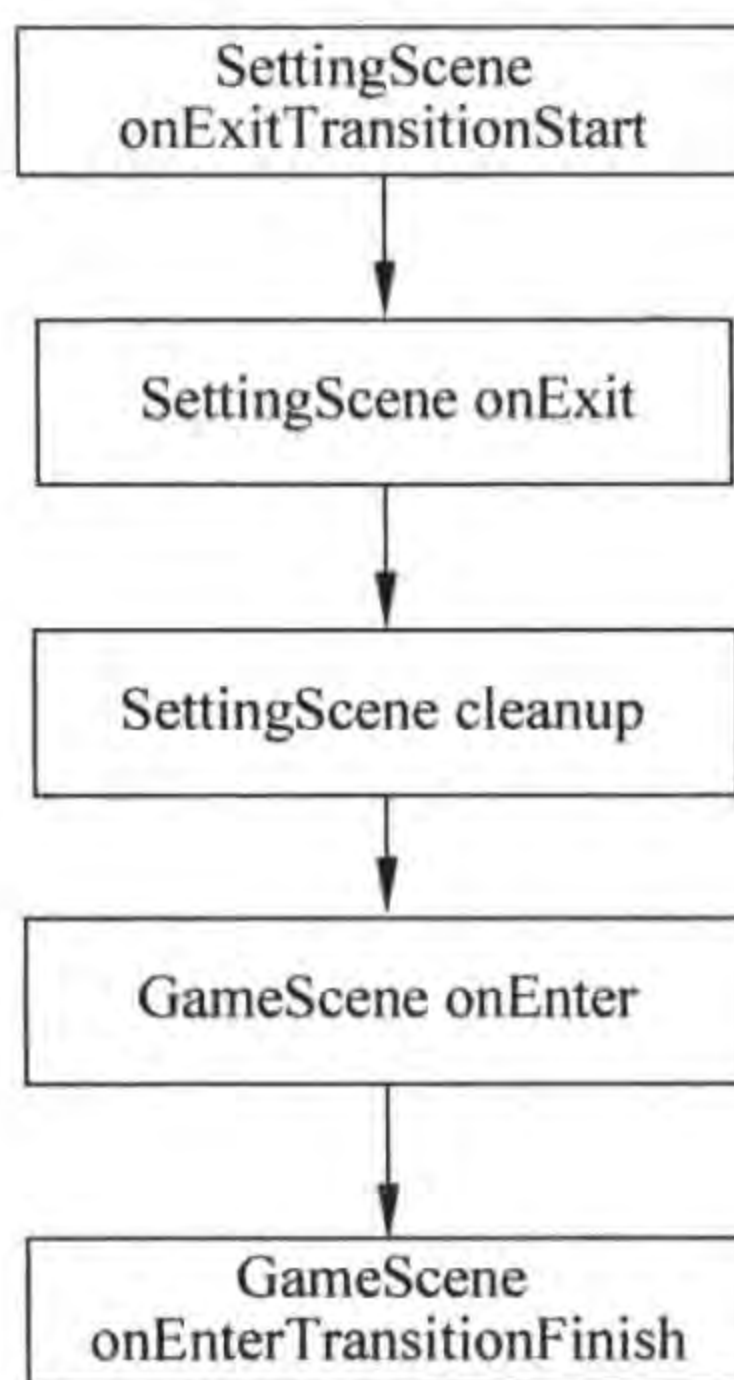 SettingScene
onExitTransitionStart
SettingScene onExit
SettingScene cleanup
GameScene onEnter
GameScene
onEnterTransitionFinish